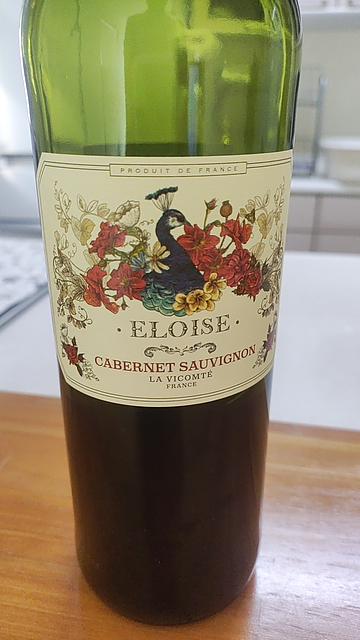 PRODUIT DE FRANCE
· ELOISE ·
CABERNET SAUVIGNON
LA VICOMTÉ
FRANCE